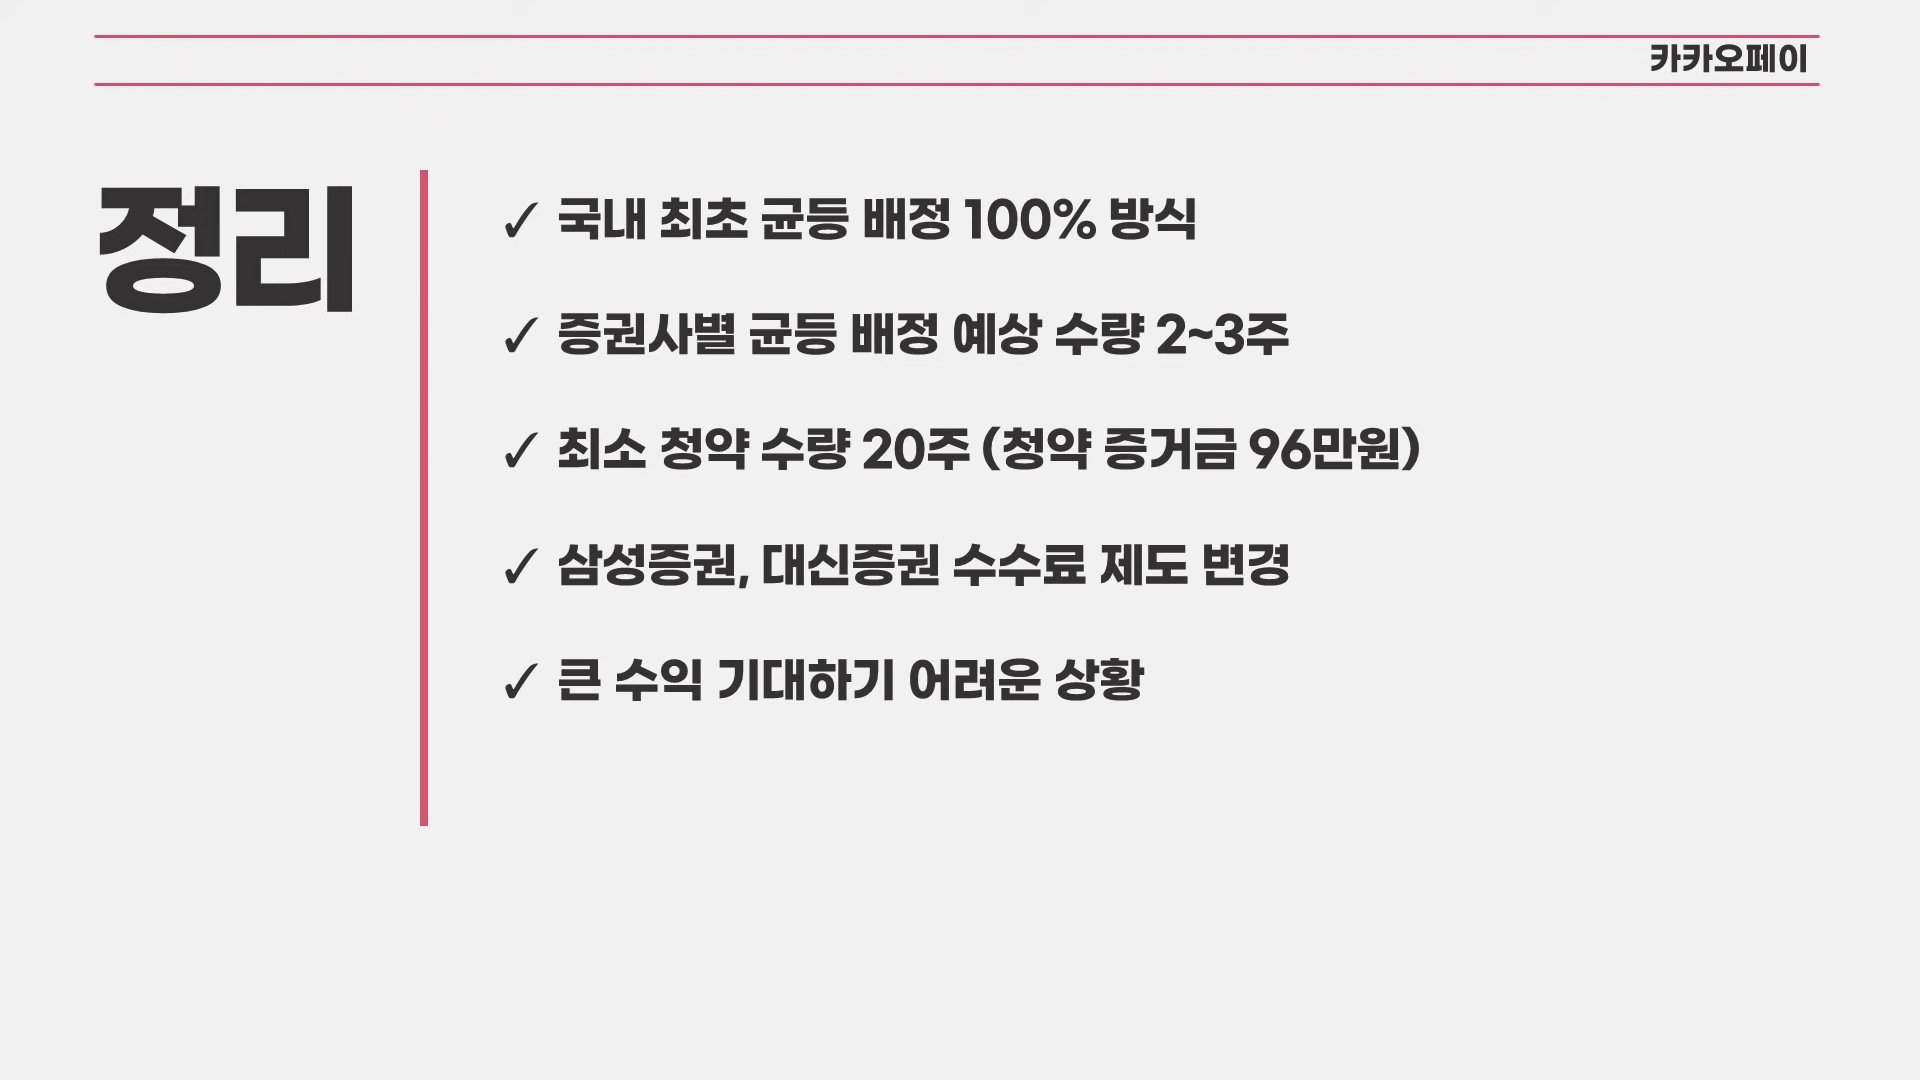 카카오페이
정리
✓ 국내 최초 균등 배정 100% 방식
✓ 증권사별 균등 배정 예상 수량 2~3주
✓ 최소 청약 수량 20주 (청약 증거금 96만원)
✓ 삼성증권, 대신증권 수수료 제도 변경
✓ 큰 수익 기대하기 어려운 상황